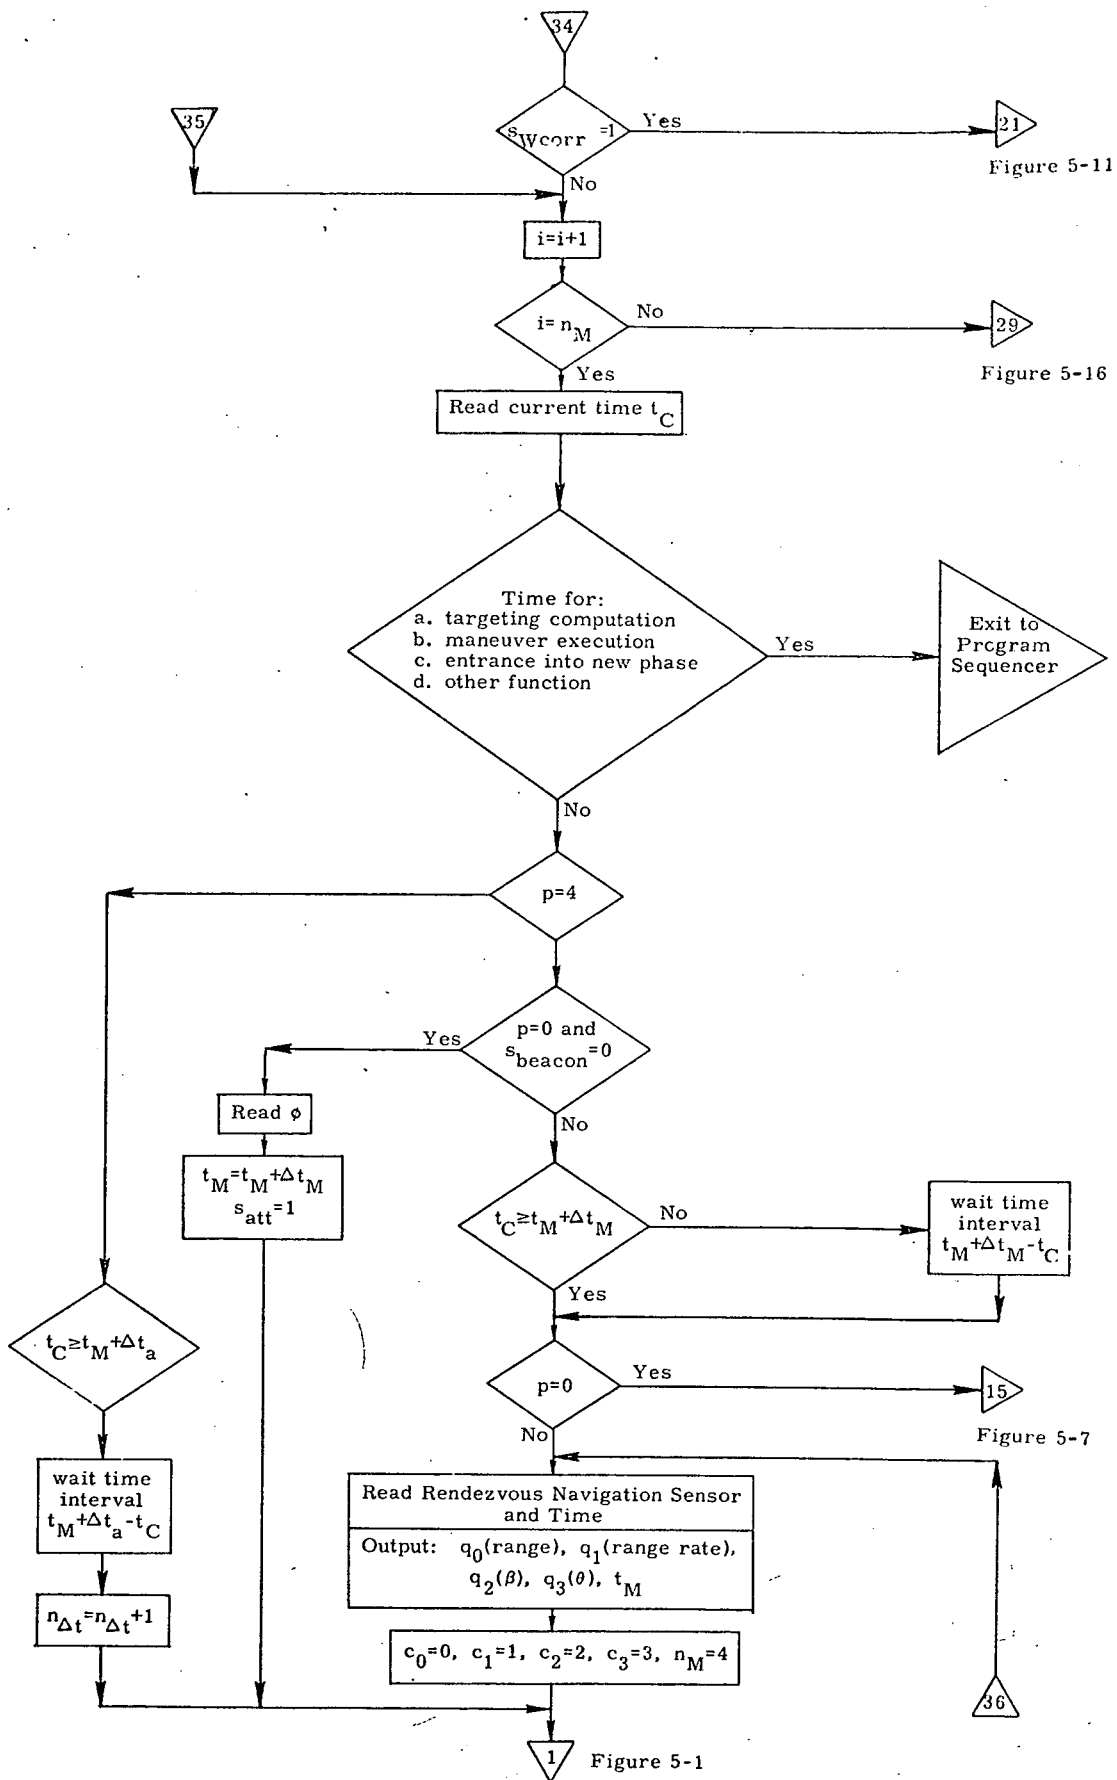 34
35
s_Wcorr =1
Yes
21
Figure 5-11
No
i=i+1
i=n_M
No
29
Figure 5-16
Yes
Read current time t_C
Time for:
a. targeting computation
b. maneuver execution
c. entrance into new phase
d. other function
Yes
Exit to
Program
Sequencer
No
p=4
p=0 and
s_beacon=0
Yes
Read φ
No
t_M=t_M+Δt_M
s_att=1
t_C≥t_M+Δt_M
No
wait time
interval
t_M+Δt_M-t_C
Yes
t_C≥t_M+Δt_a
p=0
Yes
15
Figure 5-7
No
wait time
interval
t_M+Δt_a-t_C
Read Rendezvous Navigation Sensor
and Time
Output: q_0(range), q_1(range rate),
q_2(β), q_3(θ), t_M
n_Δt=n_Δt+1
c_0=0, c_1=1, c_2=2, c_3=3, n_M=4
36
1
Figure 5-1